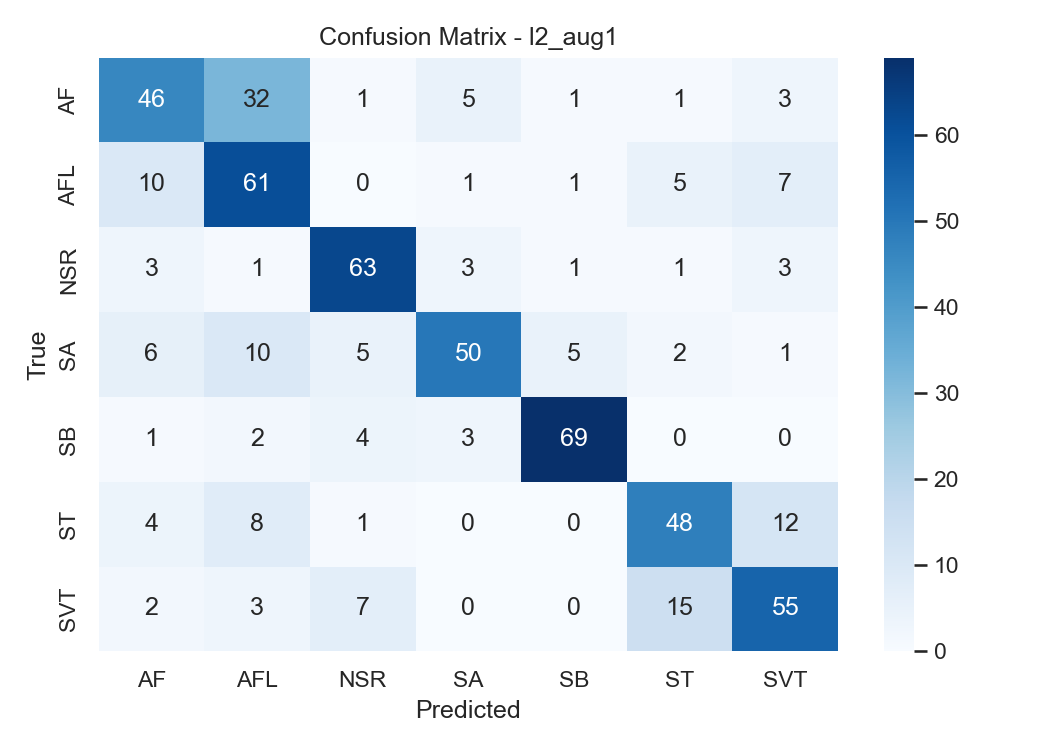 Confusion Matrix - l2_aug1
AF 46 32 1 5 1 1 3
AFL 10 61 0 1 1 5 7
NSR 3 1 63 3 1 1 3
SA 6 10 5 50 5 2 1
SB 1 2 4 3 69 0 0
ST 4 8 1 0 0 48 12
SVT 2 3 7 0 0 15 55
AF AFL NSR SA SB ST SVT
True
Predicted
60
50
40
30
20
10
0